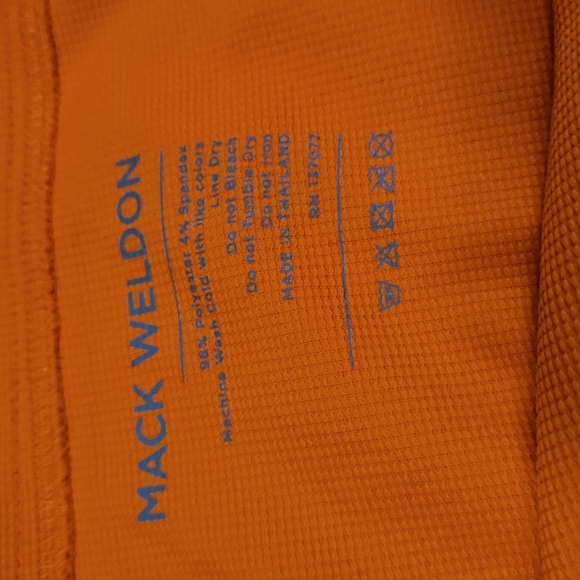 MACK WELDON
96% Polyester 4% Spandex
Machine Wash Cold with like colors
Line Dry
Do not Bleach
Do not Tumble Dry
Do not Iron
MADE IN THAILAND
RN 137077